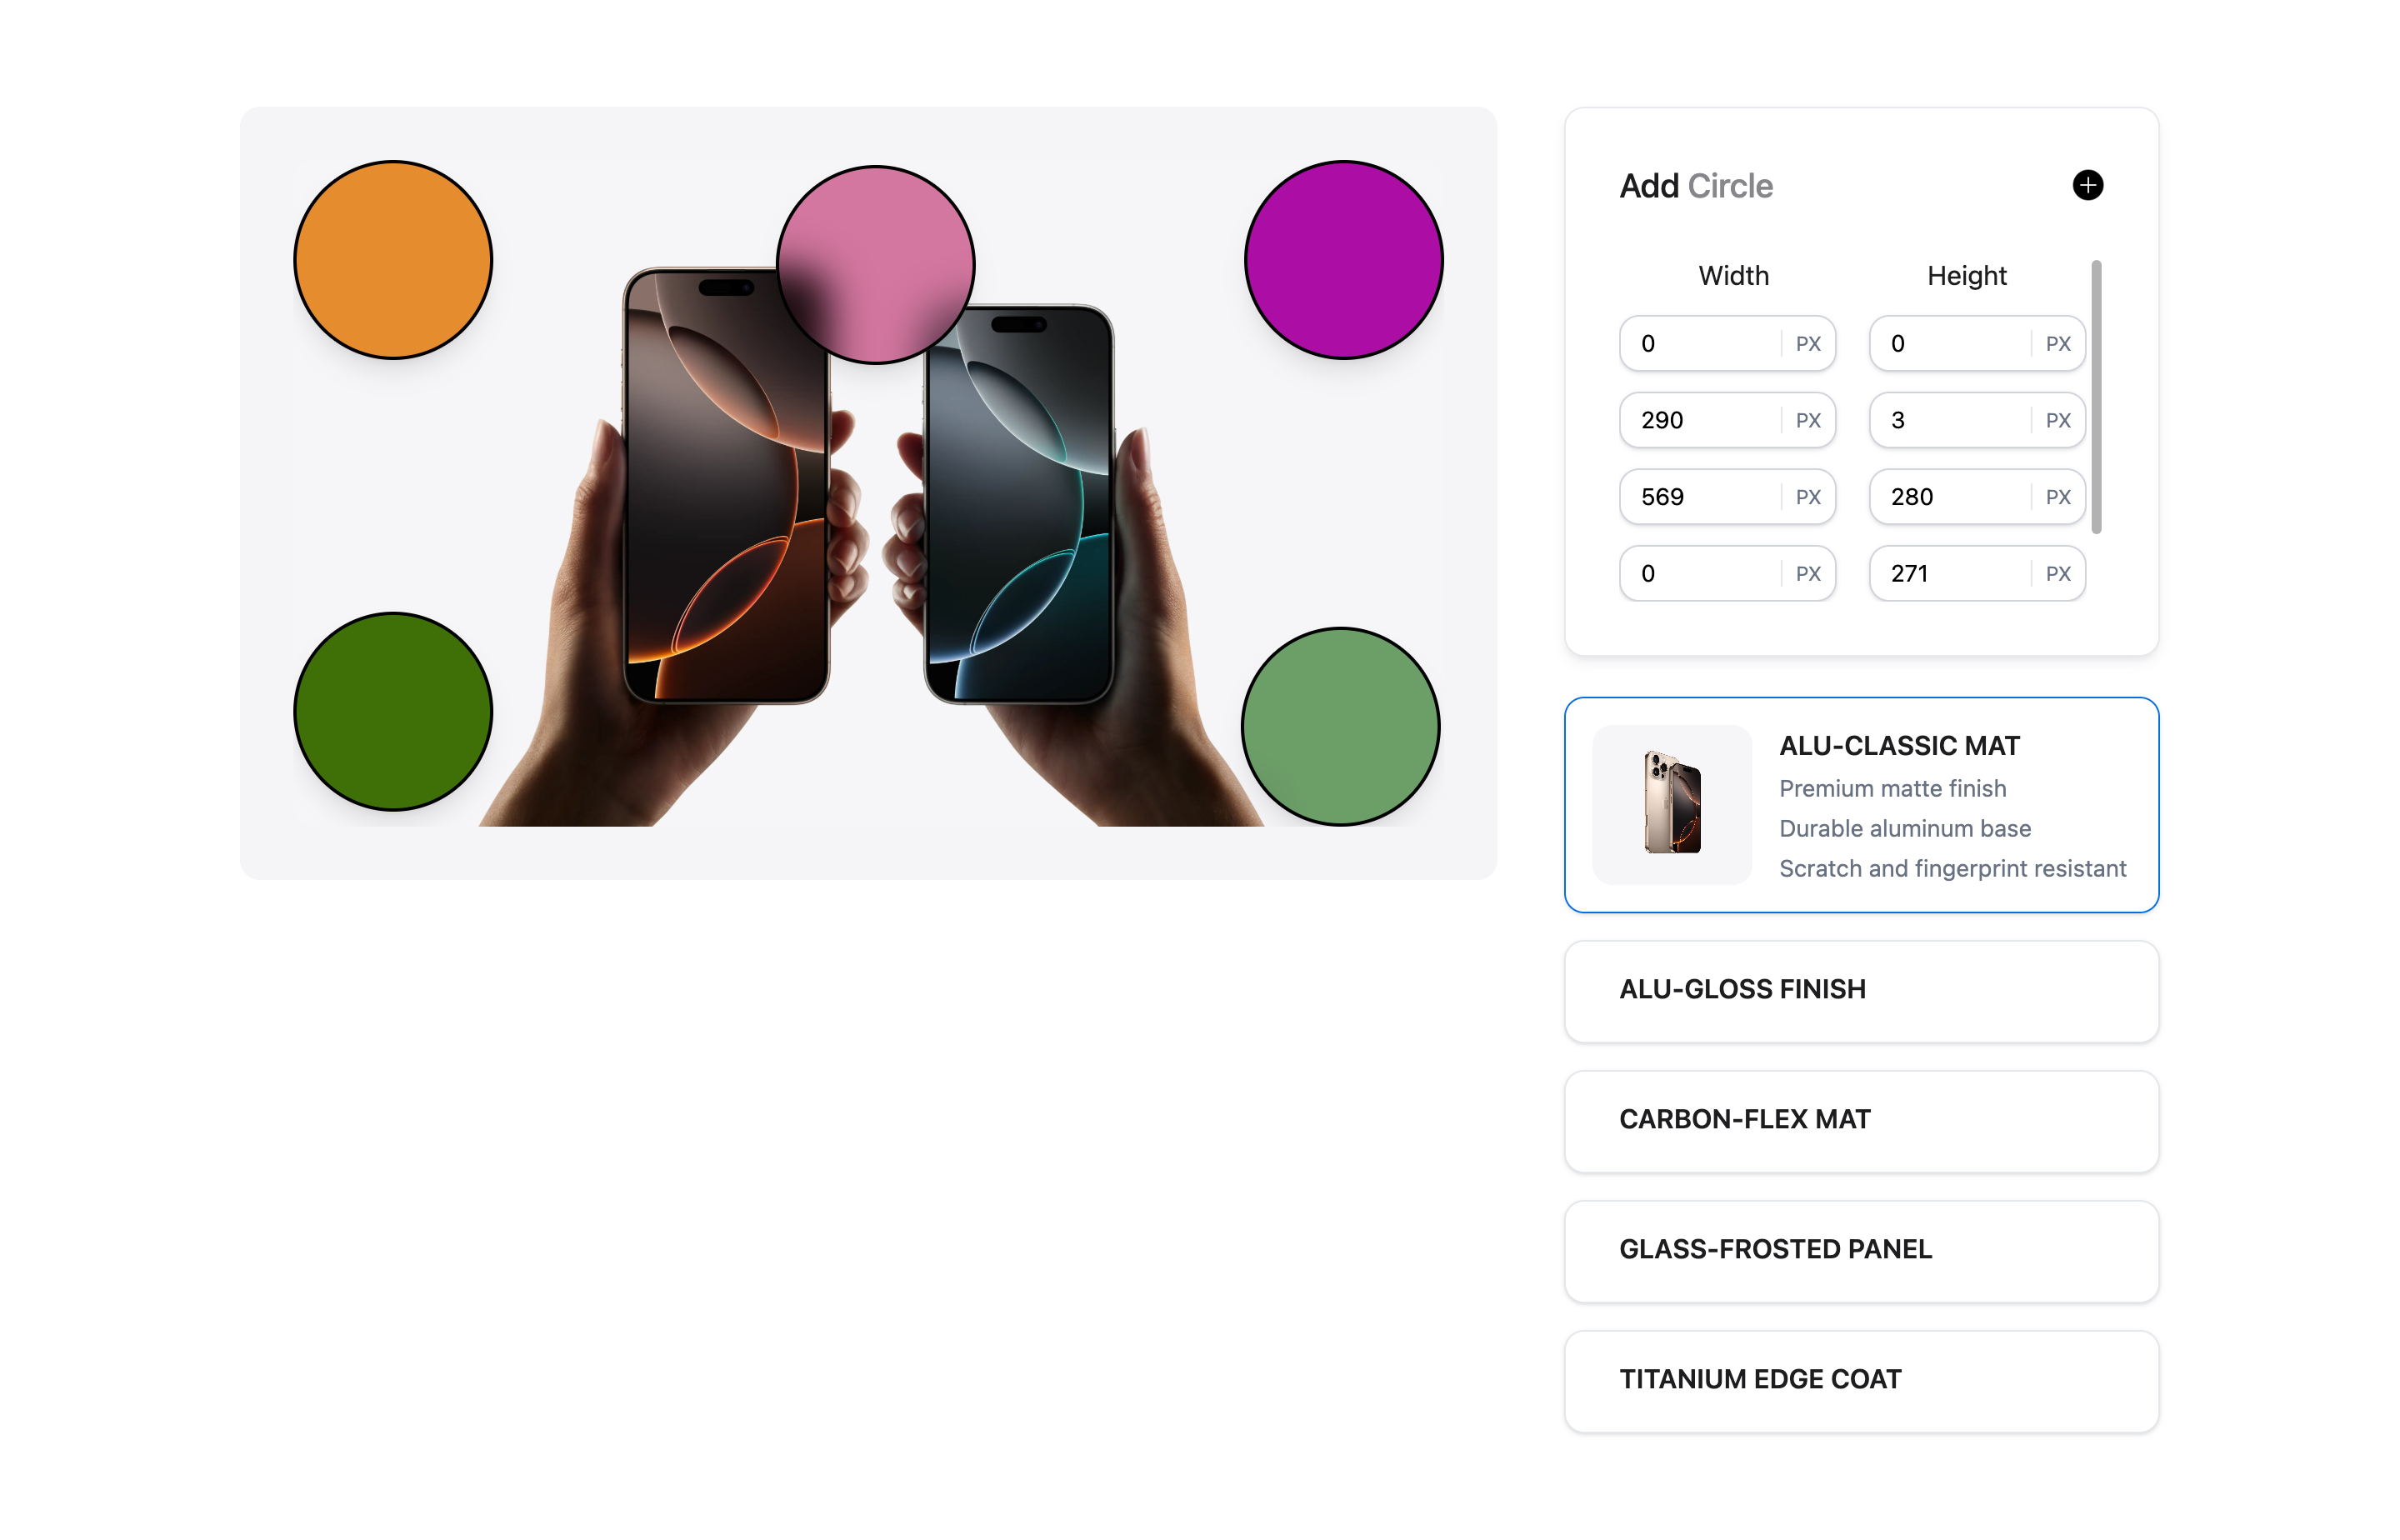 Add Circle
Width Height
0 PX 0 PX
290 PX 3 PX
569 PX 280 PX
0 PX 271 PX
ALU-CLASSIC MAT
Premium matte finish
Durable aluminum base
Scratch and fingerprint resistant
ALU-GLOSS FINISH
CARBON-FLEX MAT
GLASS-FROSTED PANEL
TITANIUM EDGE COAT